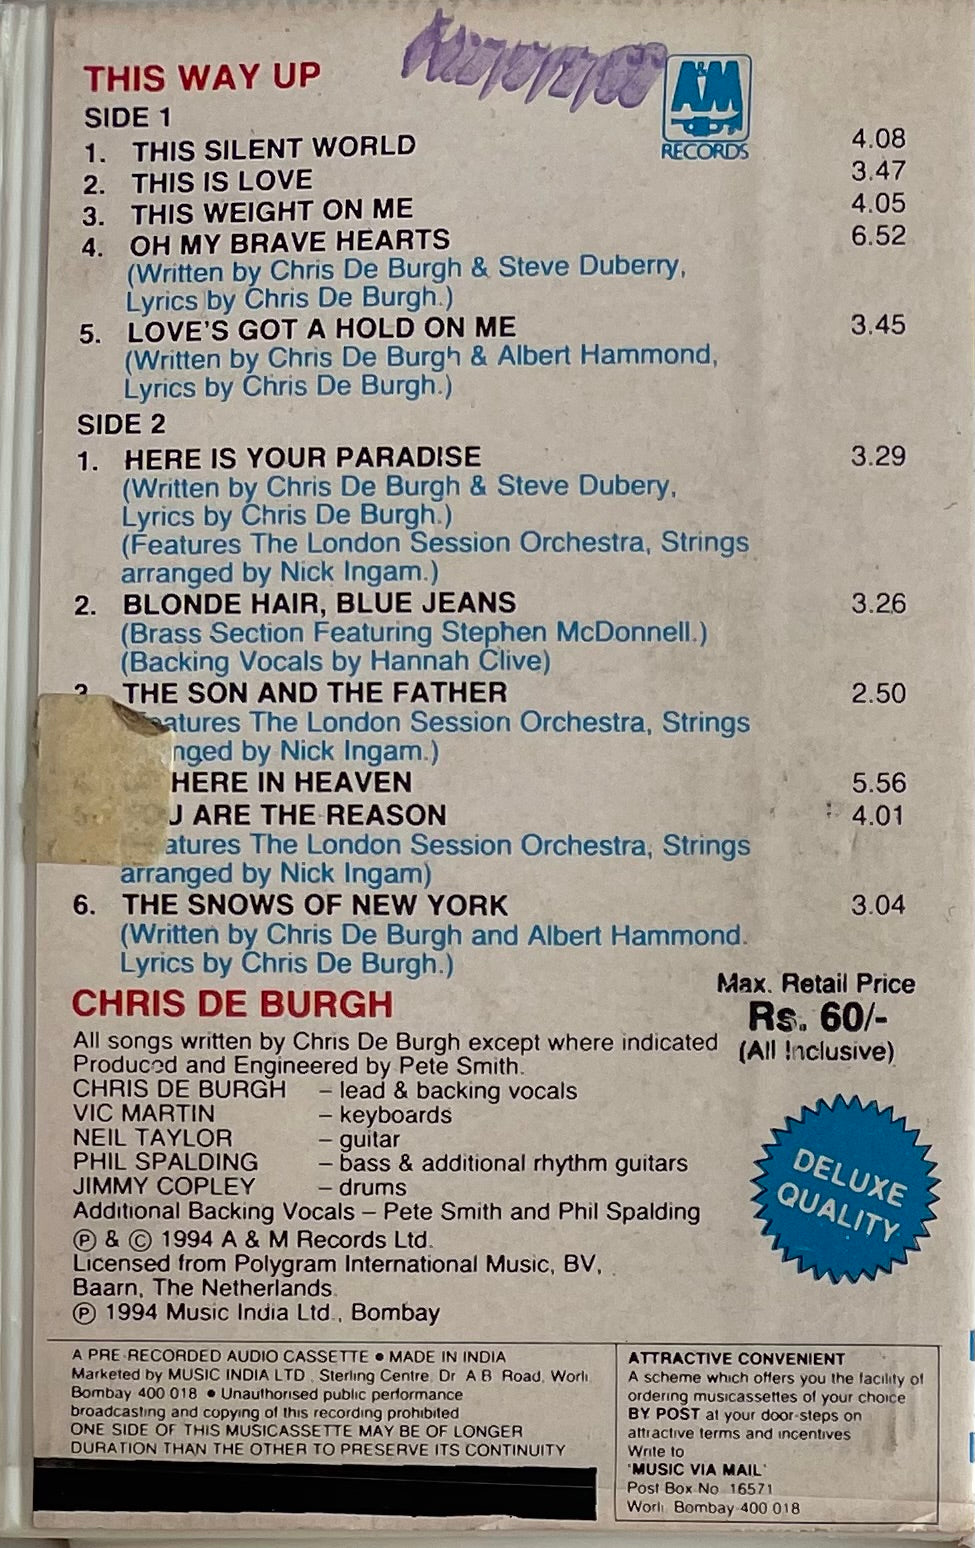 THIS WAY UP
A&M
RECORDS
SIDE 1
1. THIS SILENT WORLD 4.08
2. THIS IS LOVE 3.47
3. THIS WEIGHT ON ME 4.05
4. OH MY BRAVE HEARTS 6.52
(Written by Chris De Burgh & Steve Duberry,
Lyrics by Chris De Burgh.)
5. LOVE'S GOT A HOLD ON ME 3.45
(Written by Chris De Burgh & Albert Hammond,
Lyrics by Chris De Burgh.)
SIDE 2
1. HERE IS YOUR PARADISE 3.29
(Written by Chris De Burgh & Steve Dubery,
Lyrics by Chris De Burgh.)
(Features The London Session Orchestra, Strings
arranged by Nick Ingam.)
2. BLONDE HAIR, BLUE JEANS 3.26
(Brass Section Featuring Stephen McDonnell.)
(Backing Vocals by Hannah Clive)
THE SON AND THE FATHER 2.50
The London Session Orchestra, Strings
by Nick Ingam.)
HERE IN HEAVEN 5.56
ARE THE REASON 4.01
The London Session Orchestra, Strings
arranged by Nick Ingam)
6. THE SNOWS OF NEW YORK 3.04
(Written by Chris De Burgh and Albert Hammond.
Lyrics by Chris De Burgh.)
Max. Retail Price
Rs. 60/-
(All Inclusive)
CHRIS DE BURGH
All songs written by Chris De Burgh except where indicated
Produced and Engineered by Pete Smith.
CHRIS DE BURGH – lead & backing vocals
VIC MARTIN – keyboards
NEIL TAYLOR – guitar
PHIL SPALDING – bass & additional rhythm guitars
JIMMY COPLEY – drums
Additional Backing Vocals – Pete Smith and Phil Spalding
DELUXE
QUALITY
Ⓟ & © 1994 A & M Records Ltd.
Licensed from Polygram International Music, BV,
Baarn, The Netherlands.
Ⓟ 1994 Music India Ltd., Bombay
A PRE-RECORDED AUDIO CASSETTE ● MADE IN INDIA
Marketed by MUSIC INDIA LTD., Sterling Centre, Dr. A.B. Road, Worli,
Bombay 400 018 ● Unauthorised public performance
broadcasting and copying of this recording prohibited
ONE SIDE OF THIS MUSICASSETTE MAY BE OF LONGER
DURATION THAN THE OTHER TO PRESERVE ITS CONTINUITY
ATTRACTIVE CONVENIENT
A scheme which offers you the facility of
ordering musicassettes of your choice
BY POST at your door-steps on
attractive terms and incentives
Write to
'MUSIC VIA MAIL'
Post Box No. 16571
Worli, Bombay-400 018